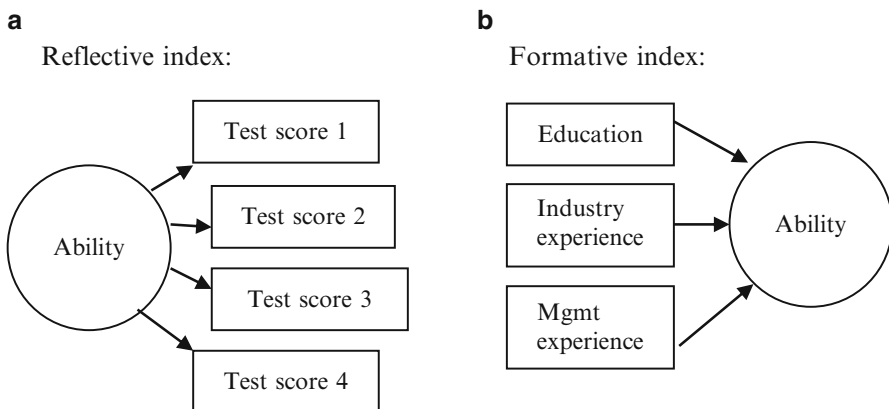 a
Reflective index:
Test score 1
Test score 2
Ability
Test score 3
Test score 4
b
Formative index:
Education
Industry
experience
Ability
Mgmt
experience